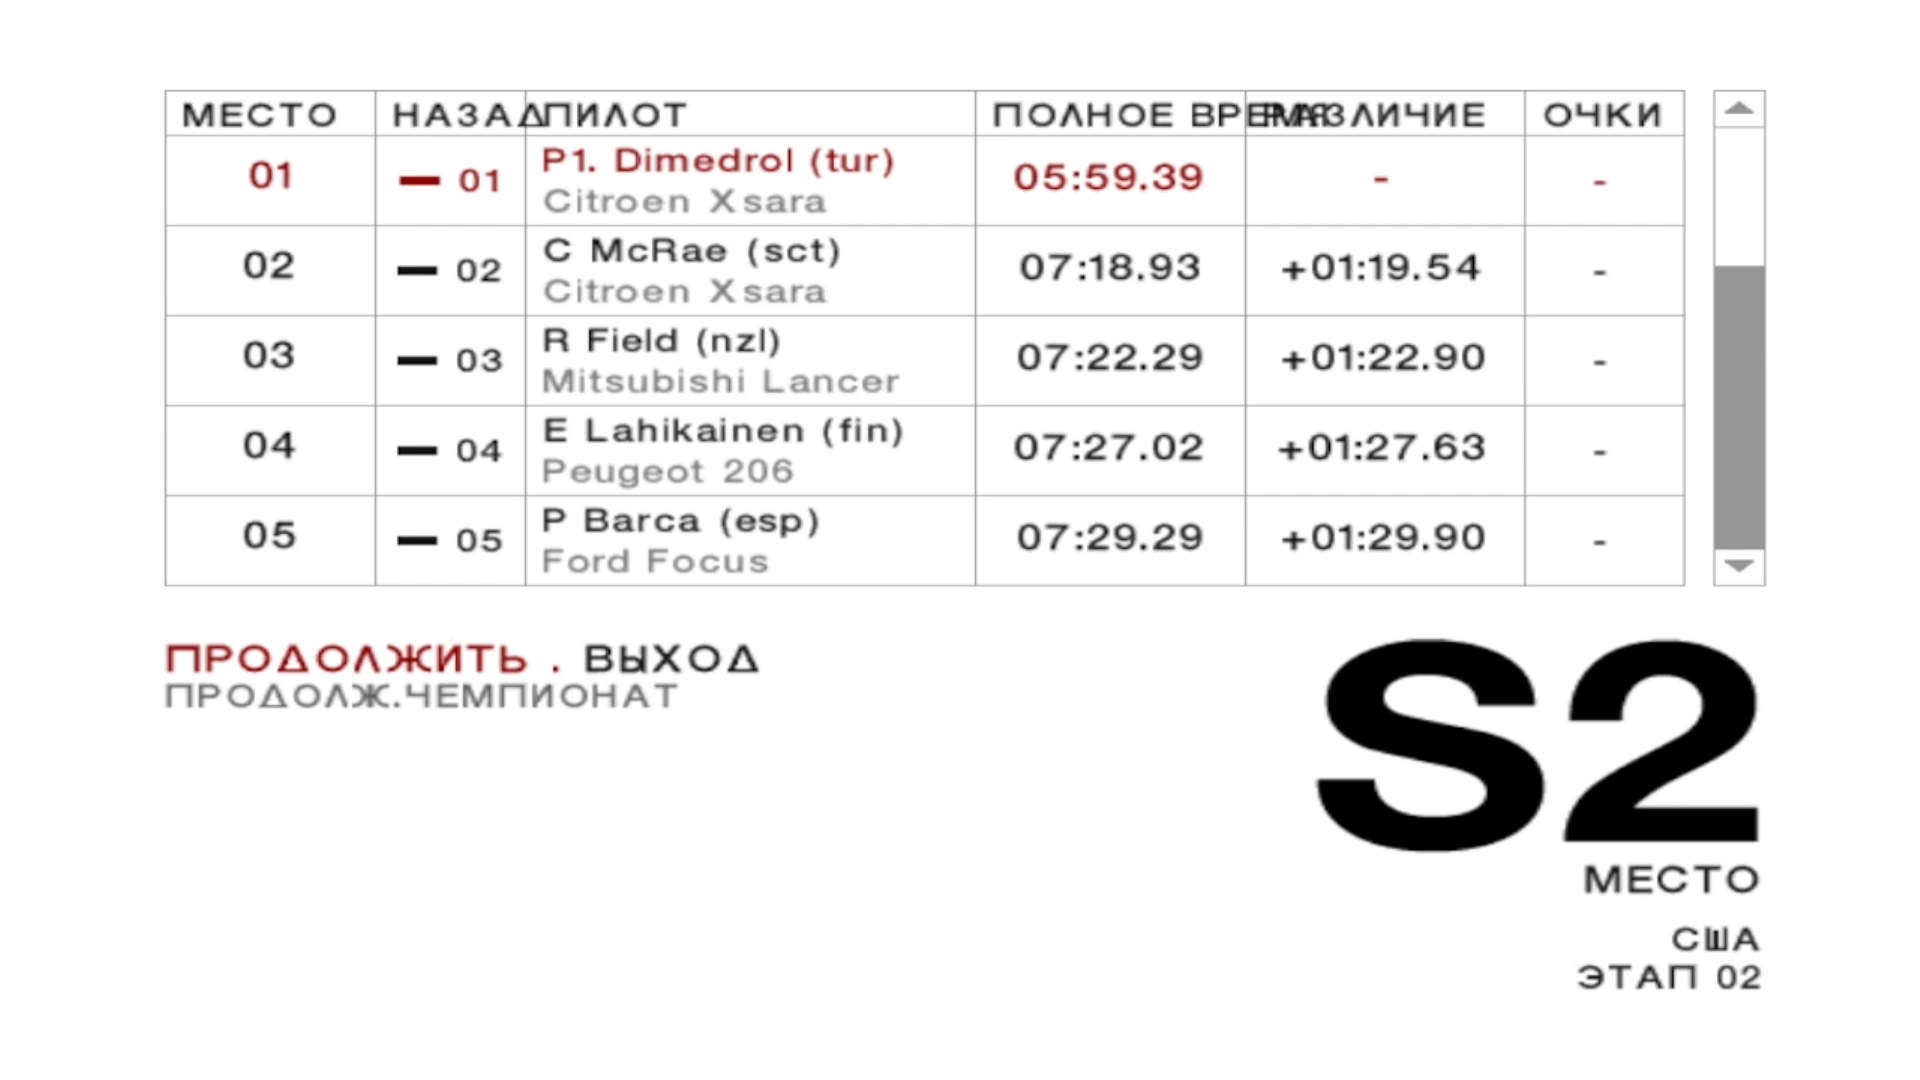 МЕСТО НАЗАД ПИЛОТ ПОЛНОЕ ВРЕМЯ РАЗЛИЧИЕ ОЧКИ
01 — 01 P1. Dimedrol (tur) 05:59.39 - -
Citroen Xsara
02 — 02 C McRae (sct) 07:18.93 +01:19.54 -
Citroen Xsara
03 — 03 R Field (nzl) 07:22.29 +01:22.90 -
Mitsubishi Lancer
04 — 04 E Lahikainen (fin) 07:27.02 +01:27.63 -
Peugeot 206
05 — 05 P Barca (esp) 07:29.29 +01:29.90 -
Ford Focus
ПРОДОЛЖИТЬ . ВЫХОД
ПРОДОЛЖ.ЧЕМПИОНАТ
S2
МЕСТО
США
ЭТАП 02